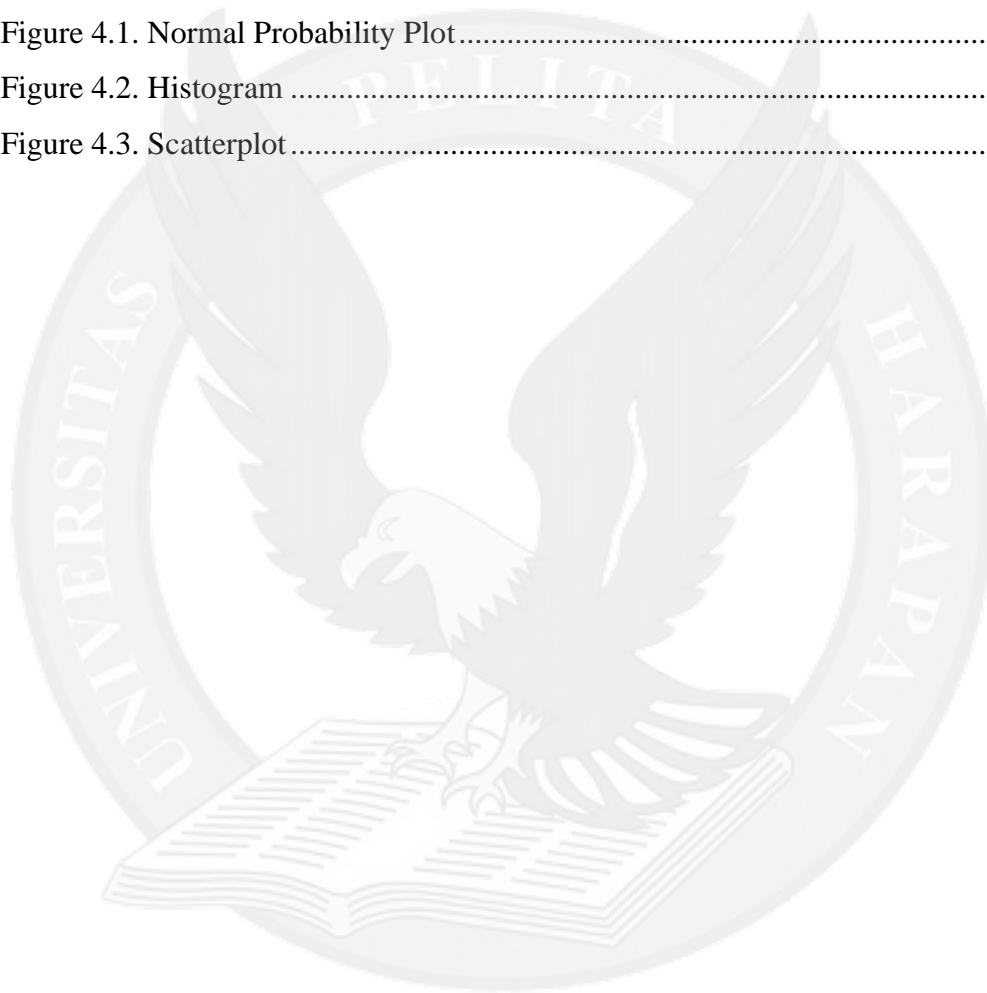 Figure 4.1. Normal Probability Plot........................................................................
Figure 4.2. Histogram ...............................................................................................
Figure 4.3. Scatterplot...............................................................................................
UNIVERSITAS PELITA HARAPAN